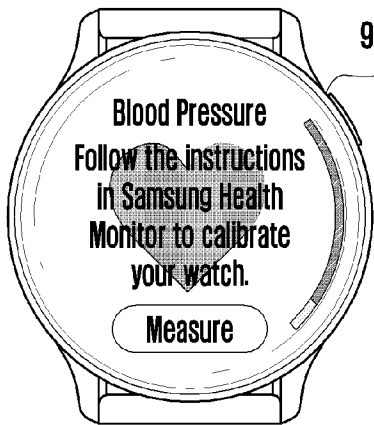 9
Blood Pressure
Follow the instructions
in Samsung Health
Monitor to calibrate
your watch.
Measure